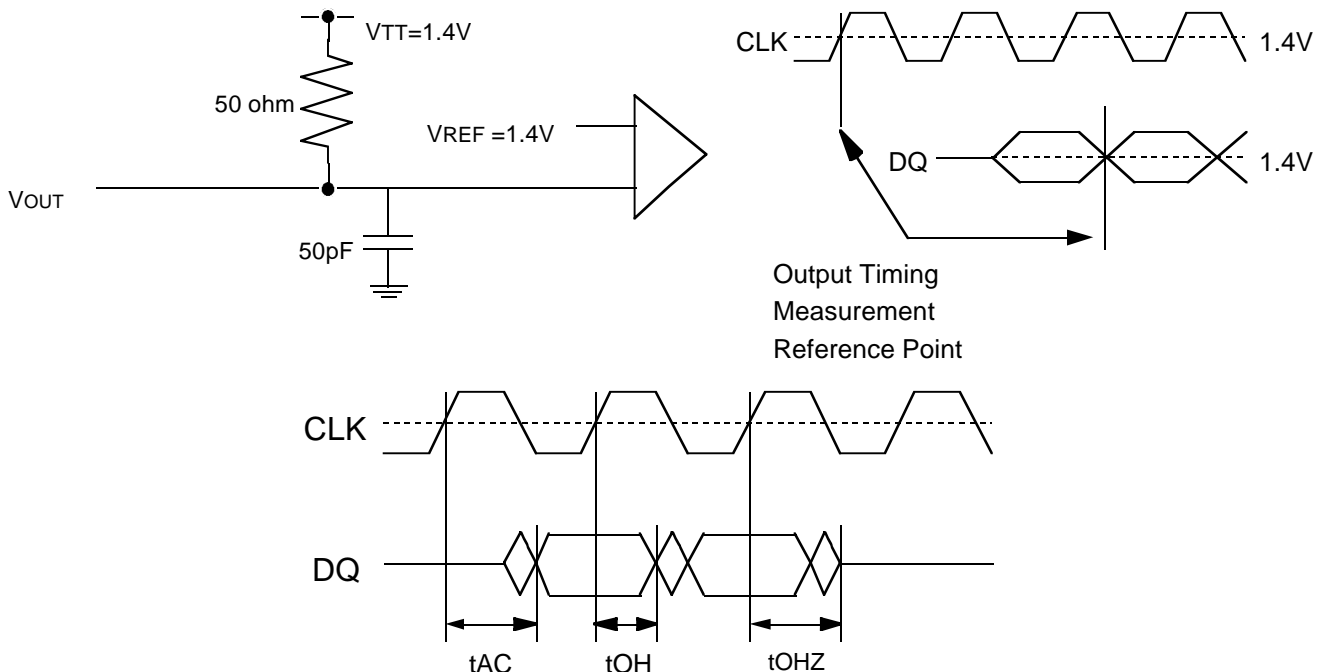 VTT=1.4V
50 ohm
VREF =1.4V
VOUT
50pF
CLK
1.4V
DQ
1.4V
Output Timing
Measurement
Reference Point
CLK
DQ
tAC
tOH
tOHZ